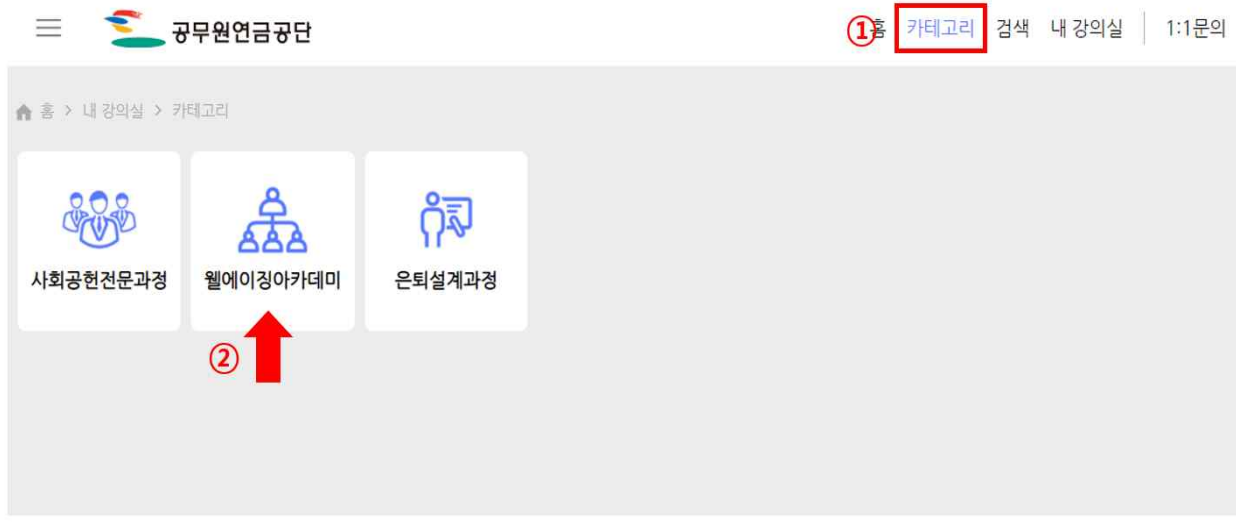 공무원연금공단
① 홈 카테고리 검색 내 강의실 1:1문의
홈 > 내 강의실 > 카테고리
사회공헌전문과정 웰에이징아카데미 은퇴설계과정
②